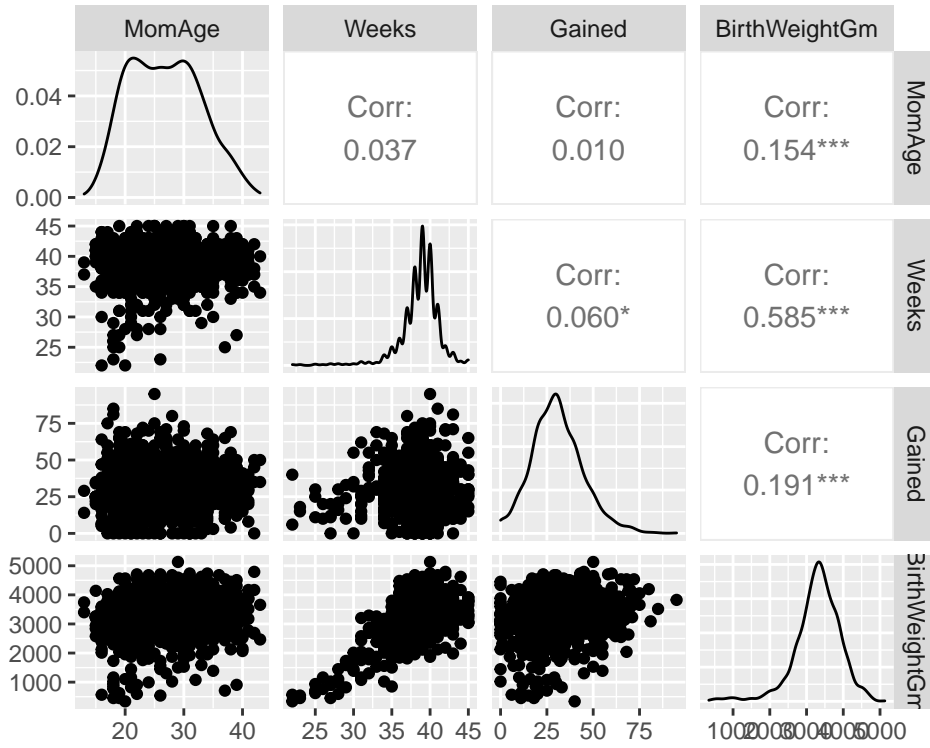 MomAge Weeks Gained BirthWeightGm
0.04
0.02
0.00
Corr:
0.037
Corr:
0.010
Corr:
0.154***
MomAge
45
40
35
30
25
Corr:
0.060*
Corr:
0.585***
Weeks
75
50
25
0
Corr:
0.191***
Gained
5000
4000
3000
2000
1000
BirthWeightGm
20 30 40 25 30 35 40 45 0 25 50 75 1000 2000 3000 4000 5000